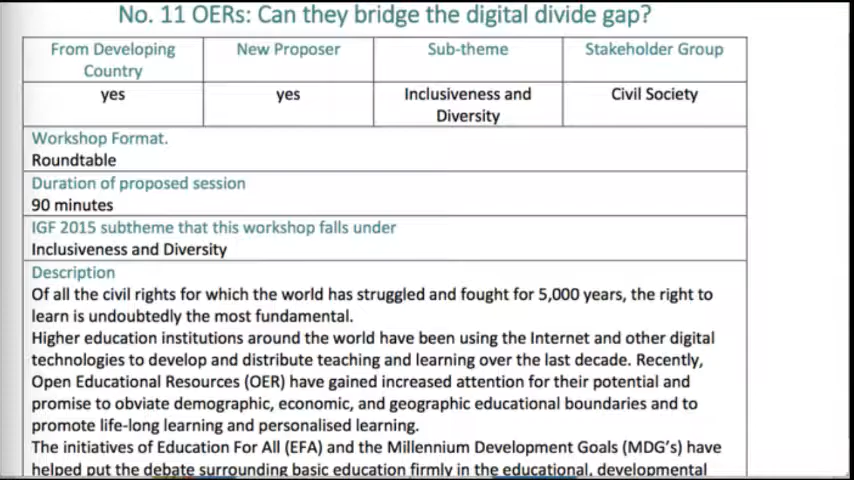 No. 11 OERs: Can they bridge the digital divide gap?
From Developing Country
New Proposer
Sub-theme
Stakeholder Group
yes
yes
Inclusiveness and Diversity
Civil Society
Workshop Format.
Roundtable
Duration of proposed session
90 minutes
IGF 2015 subtheme that this workshop falls under
Inclusiveness and Diversity
Description
Of all the civil rights for which the world has struggled and fought for 5,000 years, the right to
learn is undoubtedly the most fundamental.
Higher education institutions around the world have been using the Internet and other digital
technologies to develop and distribute teaching and learning over the last decade. Recently,
Open Educational Resources (OER) have gained increased attention for their potential and
promise to obviate demographic, economic, and geographic educational boundaries and to
promote life-long learning and personalised learning.
The initiatives of Education For All (EFA) and the Millennium Development Goals (MDG's) have
helped put the debate surrounding basic education firmly in the educational, developmental